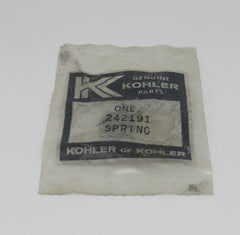 K
GENUINE
KOHLER
PARTS
ONE
242191
SPRING
KOHLER OF KOHLER